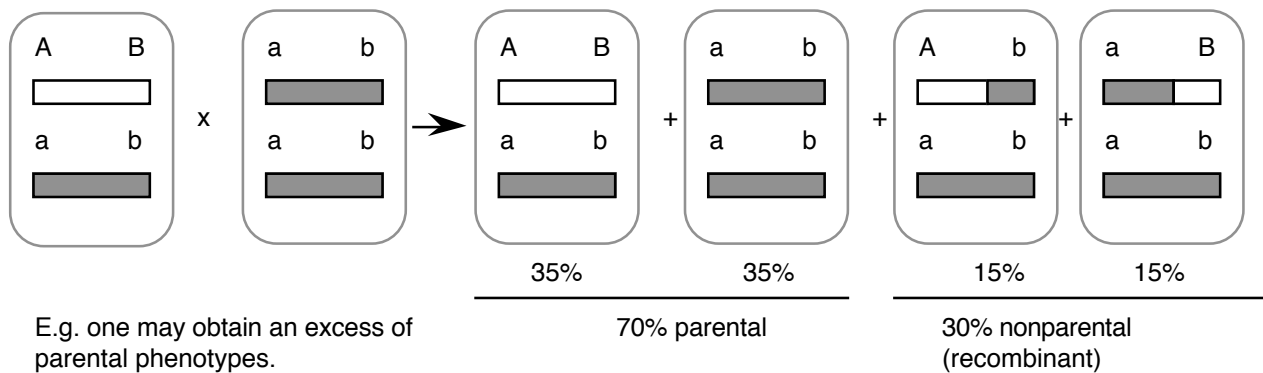 A B a b A B a b A b a B
x + + +
a b a b a b a b a b a b
35% 35% 15% 15%
E.g. one may obtain an excess of 70% parental 30% nonparental
parental phenotypes. (recombinant)